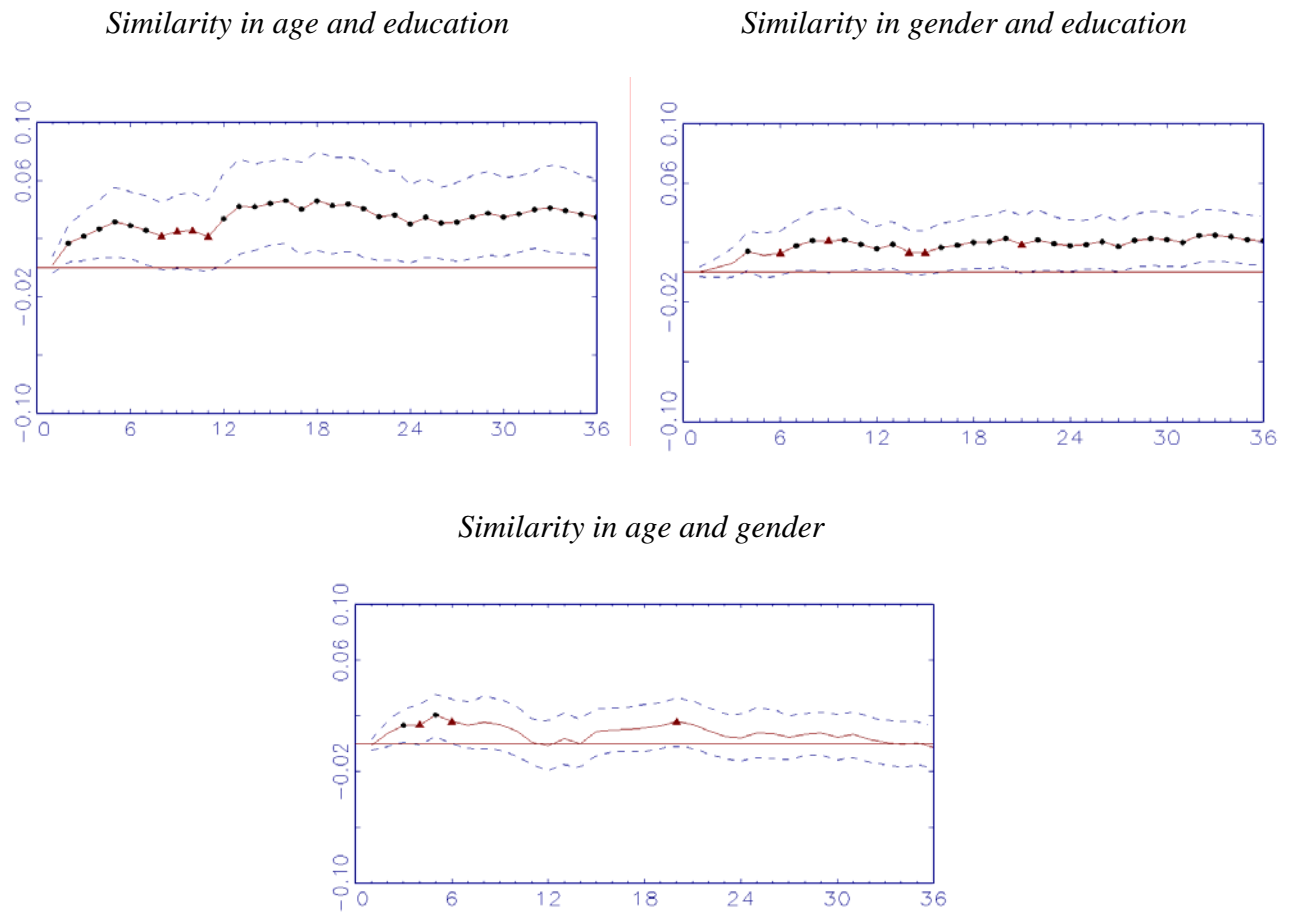 Similarity in age and education
Similarity in gender and education
0.10
0.06
−0.02
−0.10
0 6 12 18 24 30 36
0.10
0.06
−0.02
−0.10
0 6 12 18 24 30 36
Similarity in age and gender
0.10
0.06
−0.02
−0.10
0 6 12 18 24 30 36